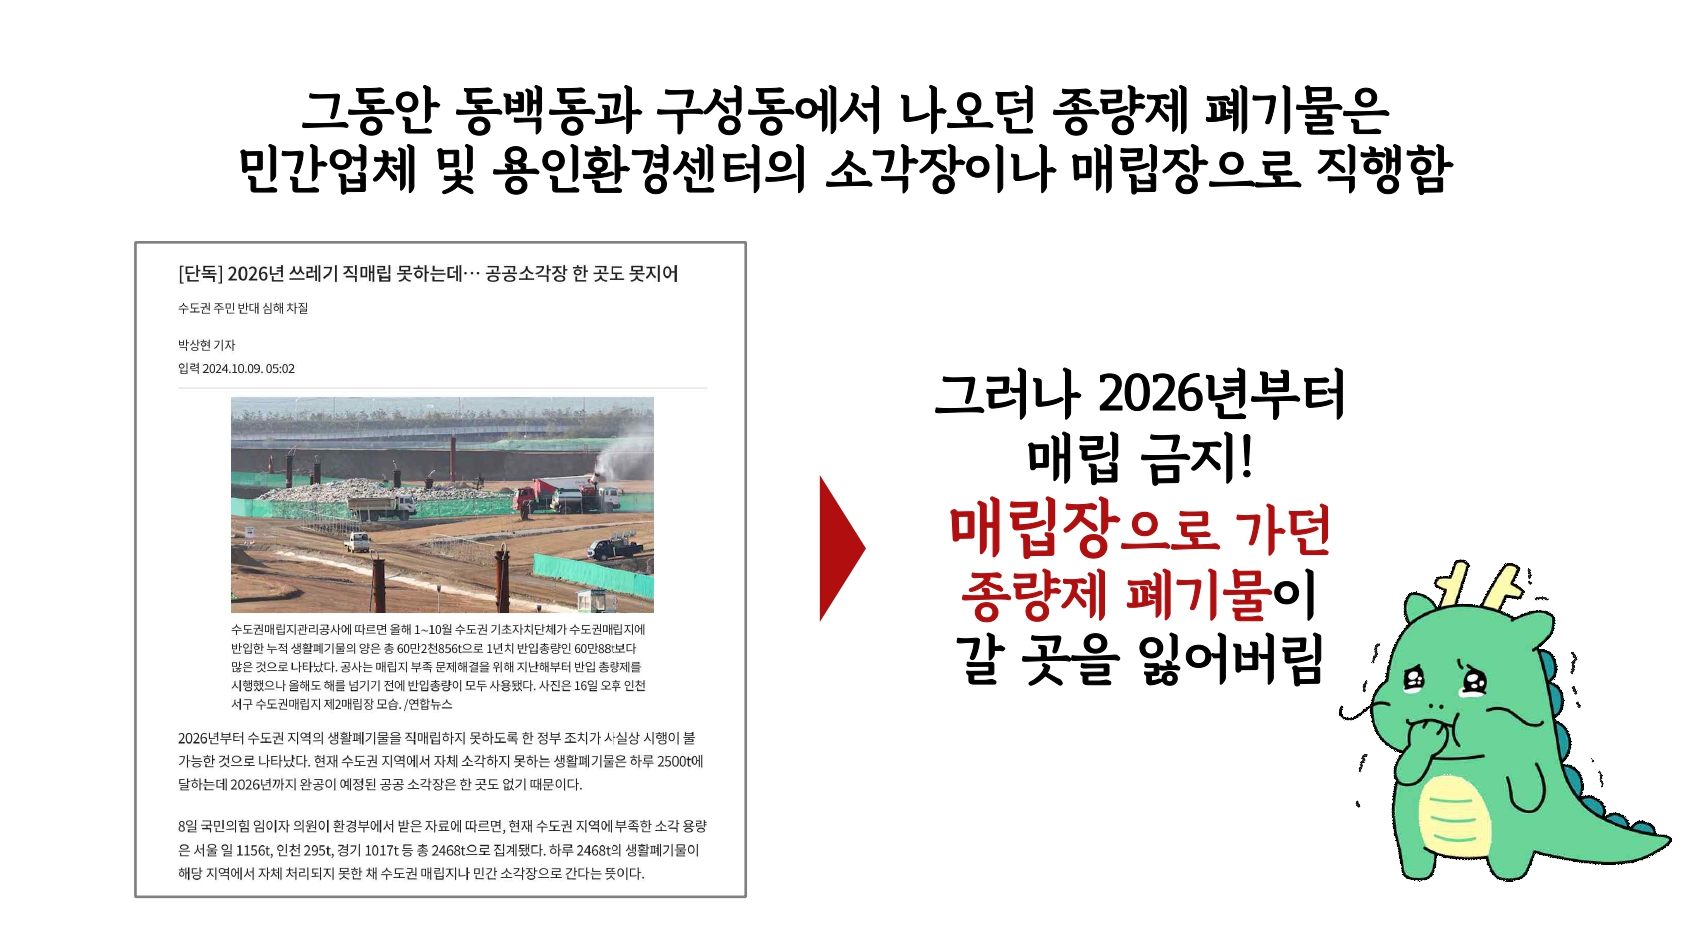 그동안 동백동과 구성동에서 나오던 종량제 폐기물은
민간업체 및 용인환경센터의 소각장이나 매립장으로 직행함
[단독] 2026년 쓰레기 직매립 못하는데… 공공소각장 한 곳도 못지어
수도권 주민 반대 심해 차질
박상현 기자
입력 2024.10.09. 05:02
수도권매립지관리공사에 따르면 올해 1~10월 수도권 기초자치단체가 수도권매립지에
반입한 누적 생활폐기물의 양은 총 60만2천856t으로 1년치 반입총량인 60만88t보다
많은 것으로 나타났다. 공사는 매립지 부족 문제해결을 위해 지난해부터 반입 총량제를
시행했으나 올해도 해를 넘기기 전에 반입총량이 모두 사용됐다. 사진은 16일 오후 인천
서구 수도권매립지 제2매립장 모습. /연합뉴스
2026년부터 수도권 지역의 생활폐기물을 직매립하지 못하도록 한 정부 조치가 사실상 시행이 불
가능한 것으로 나타났다. 현재 수도권 지역에서 자체 소각하지 못하는 생활폐기물은 하루 2500t에
달하는데 2026년까지 완공이 예정된 공공 소각장은 한 곳도 없기 때문이다.
8일 국민의힘 임이자 의원이 환경부에서 받은 자료에 따르면, 현재 수도권 지역에 부족한 소각 용량
은 서울 일 1156t, 인천 295t, 경기 1017t 등 총 2468t으로 집계됐다. 하루 2468t의 생활폐기물이
해당 지역에서 자체 처리되지 못한 채 수도권 매립지나 민간 소각장으로 간다는 뜻이다.
그러나 2026년부터
매립 금지!
매립장으로 가던
종량제 폐기물이
갈 곳을 잃어버림